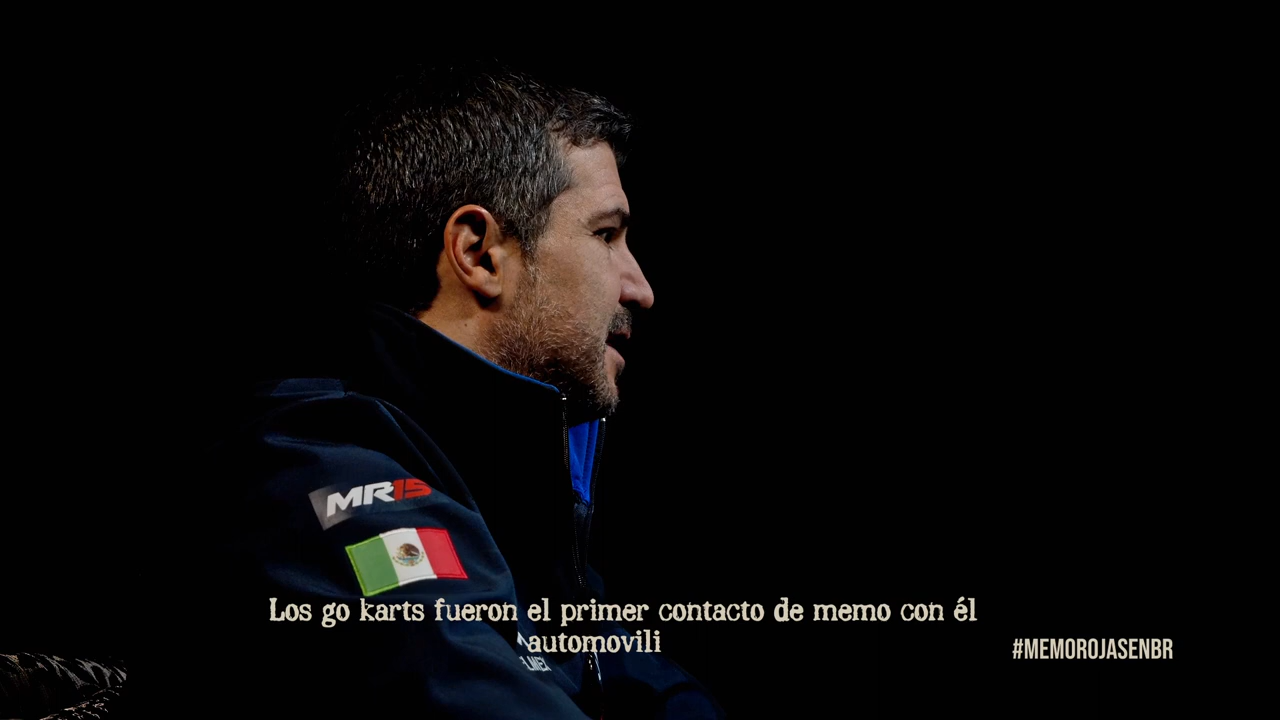 MR15
Los go karts fueron el primer contacto de memo con él
automovili
#MEMOROJASENBR